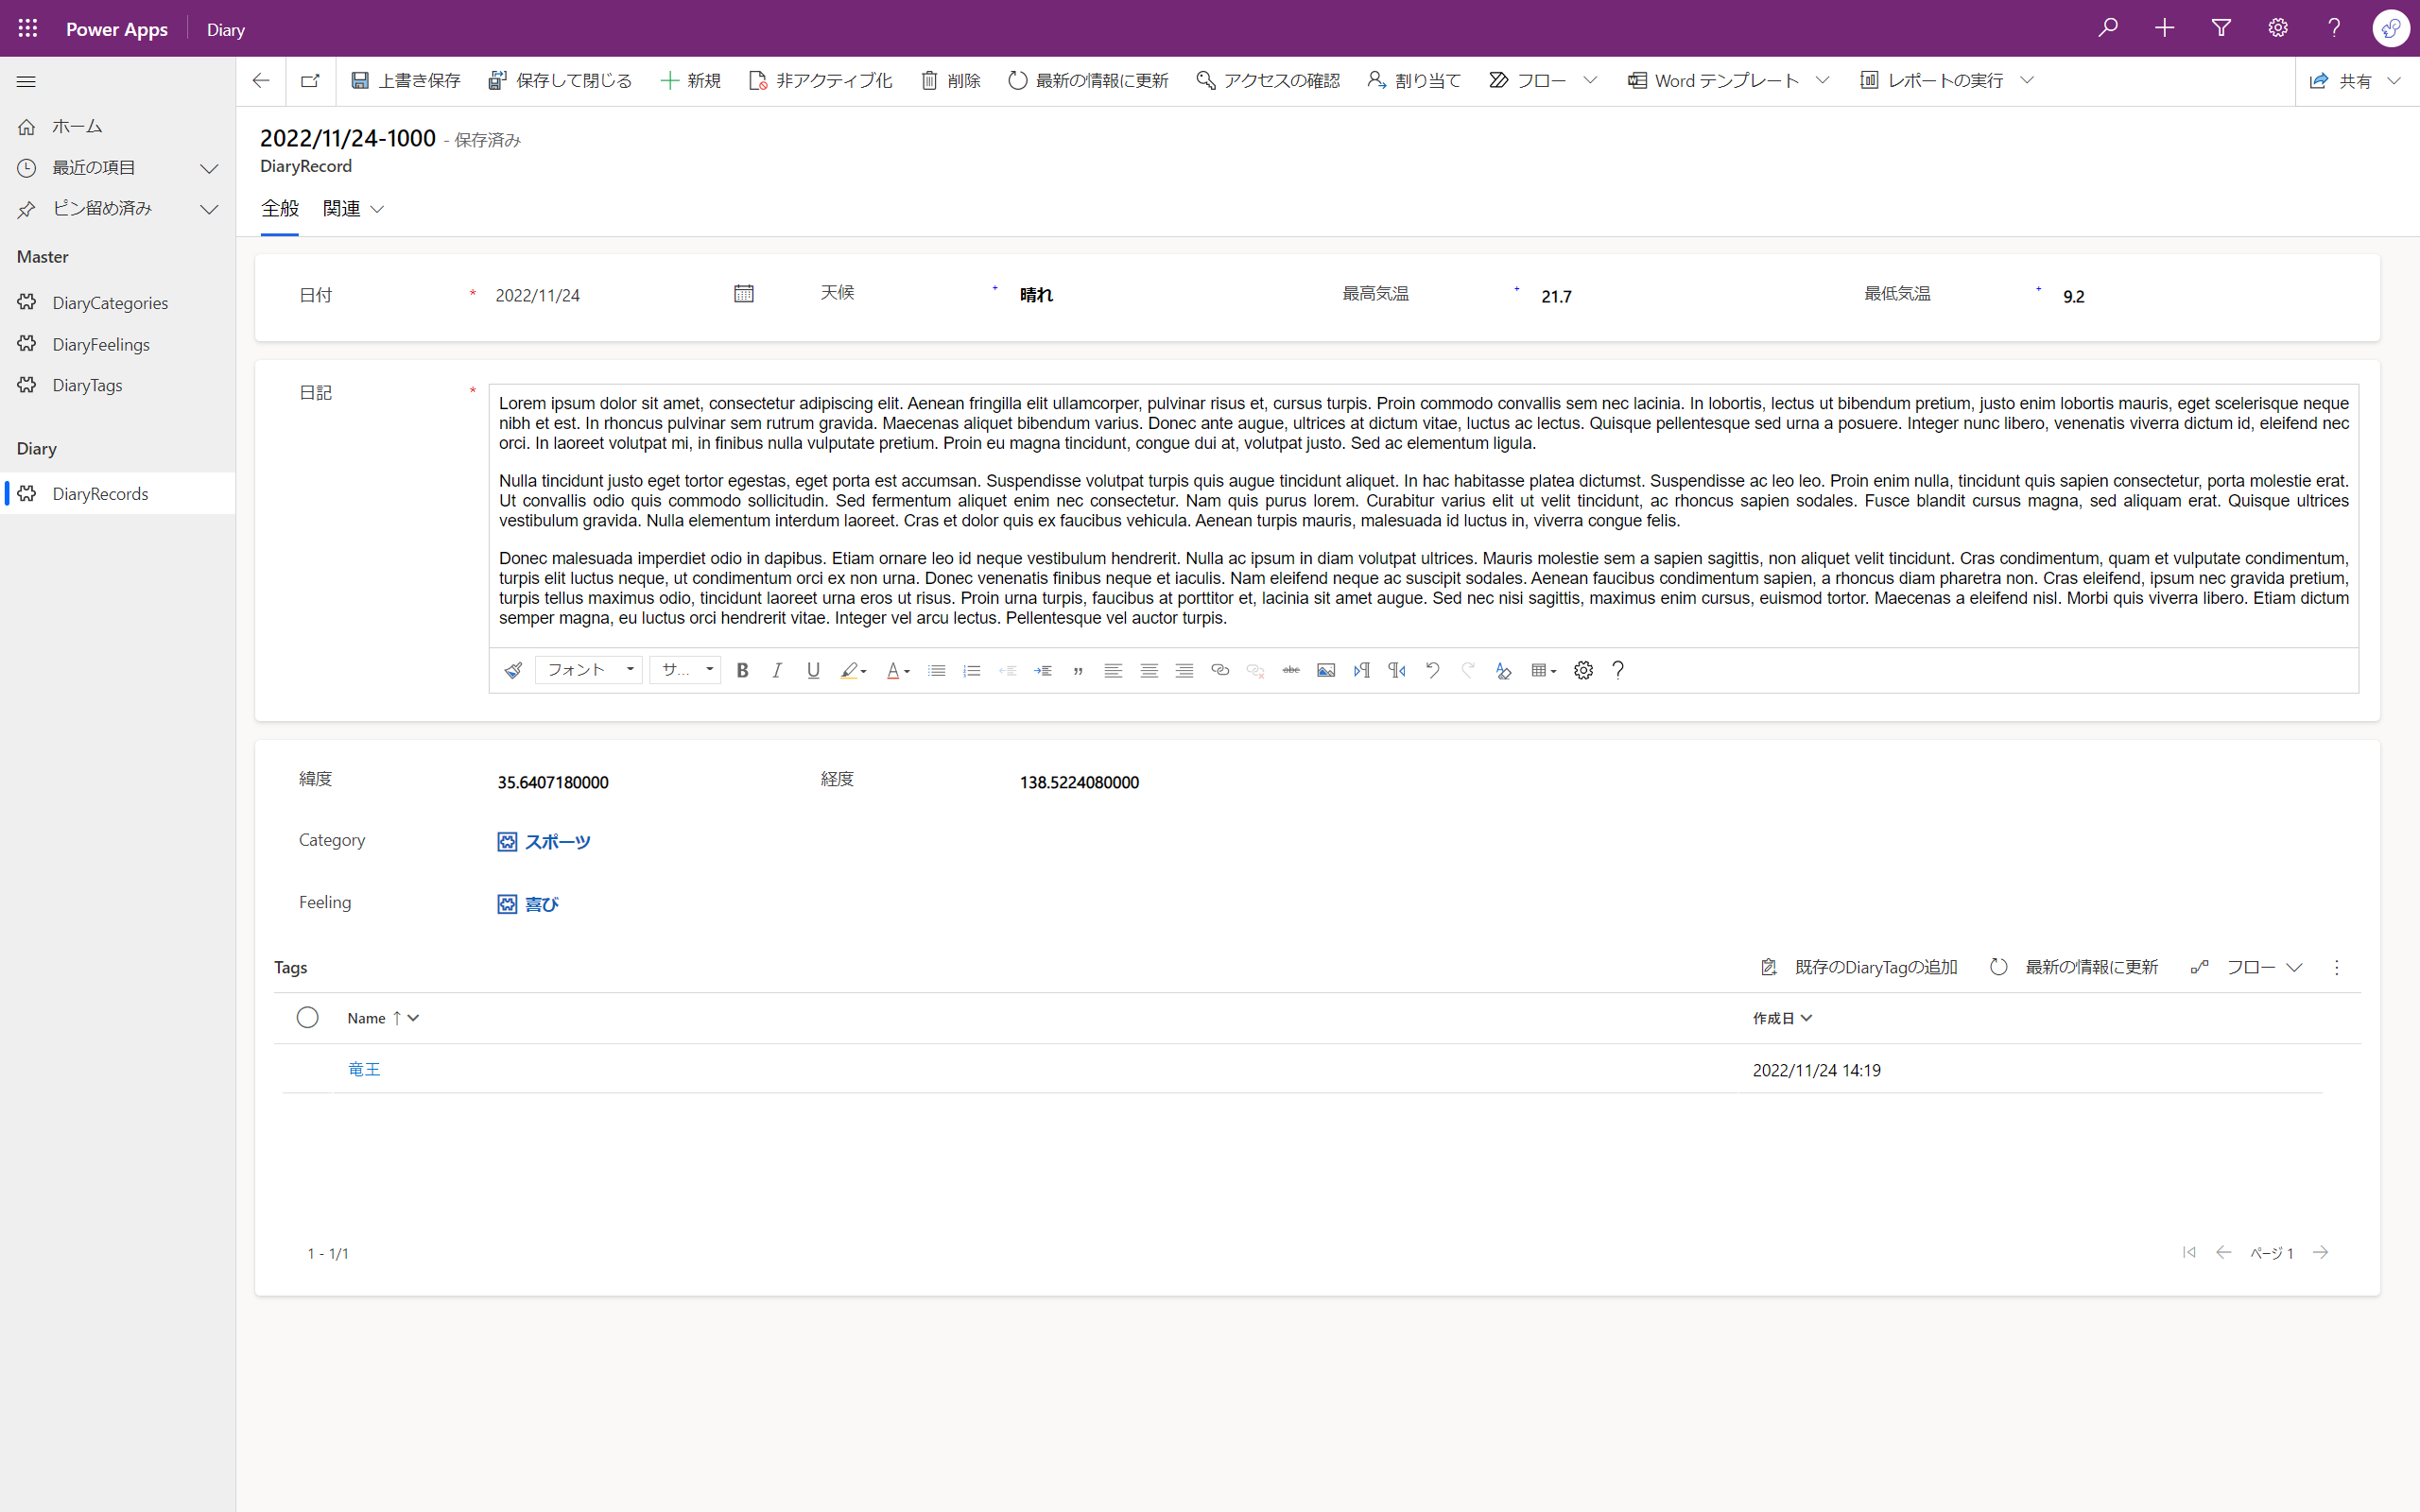 Power Apps Diary
上書き保存 保存して閉じる 新規 非アクティブ化 削除 最新の情報に更新 アクセスの確認 割り当て フロー Word テンプレート レポートの実行 共有
ホーム
最近の項目
ピン留め済み
Master
DiaryCategories
DiaryFeelings
DiaryTags
Diary
DiaryRecords
2022/11/24-1000 - 保存済み
DiaryRecord
全般 関連
日付 * 2022/11/24 天候 + 晴れ 最高気温 + 21.7 最低気温 + 9.2
日記 *
Lorem ipsum dolor sit amet, consectetur adipiscing elit. Aenean fringilla elit ullamcorper, pulvinar risus et, cursus turpis. Proin commodo convallis sem nec lacinia. In lobortis, lectus ut bibendum pretium, justo enim lobortis mauris, eget scelerisque neque
nibh et est. In rhoncus pulvinar sem rutrum gravida. Maecenas aliquet bibendum varius. Donec ante augue, ultrices at dictum vitae, luctus ac lectus. Quisque pellentesque sed urna a posuere. Integer nunc libero, venenatis viverra dictum id, eleifend nec
orci. In laoreet volutpat mi, in finibus nulla vulputate pretium. Proin eu magna tincidunt, congue dui at, volutpat justo. Sed ac elementum ligula.
Nulla tincidunt justo eget tortor egestas, eget porta est accumsan. Suspendisse volutpat turpis quis augue tincidunt aliquet. In hac habitasse platea dictumst. Suspendisse ac leo leo. Proin enim nulla, tincidunt quis sapien consectetur, porta molestie erat.
Ut convallis odio quis commodo sollicitudin. Sed fermentum aliquet enim nec consectetur. Nam quis purus lorem. Curabitur varius elit ut velit tincidunt, ac rhoncus sapien sodales. Fusce blandit cursus magna, sed aliquam erat. Quisque ultrices
vestibulum gravida. Nulla elementum interdum laoreet. Cras et dolor quis ex faucibus vehicula. Aenean turpis mauris, malesuada id luctus in, viverra congue felis.
Donec malesuada imperdiet odio in dapibus. Etiam ornare leo id neque vestibulum hendrerit. Nulla ac ipsum in diam volutpat ultrices. Mauris molestie sem a sapien sagittis, non aliquet velit tincidunt. Cras condimentum, quam et vulputate condimentum,
turpis elit luctus neque, ut condimentum orci ex non urna. Donec venenatis finibus neque et iaculis. Nam eleifend neque ac suscipit sodales. Aenean faucibus condimentum sapien, a rhoncus diam pharetra non. Cras eleifend, ipsum nec gravida pretium,
turpis tellus maximus odio, tincidunt laoreet urna eros ut risus. Proin urna turpis, faucibus at porttitor et, lacinia sit amet augue. Sed nec nisi sagittis, maximus enim cursus, euismod tortor. Maecenas a eleifend nisl. Morbi quis viverra libero. Etiam dictum
semper magna, eu luctus orci hendrerit vitae. Integer vel arcu lectus. Pellentesque vel auctor turpis.
フォント サ... B I U A abc
緯度 35.6407180000 経度 138.5224080000
Category スポーツ
Feeling 喜び
Tags 既存のDiaryTagの追加 最新の情報に更新 フロー
Name ↑ 作成日
竜王 2022/11/24 14:19
1 - 1/1 ページ 1